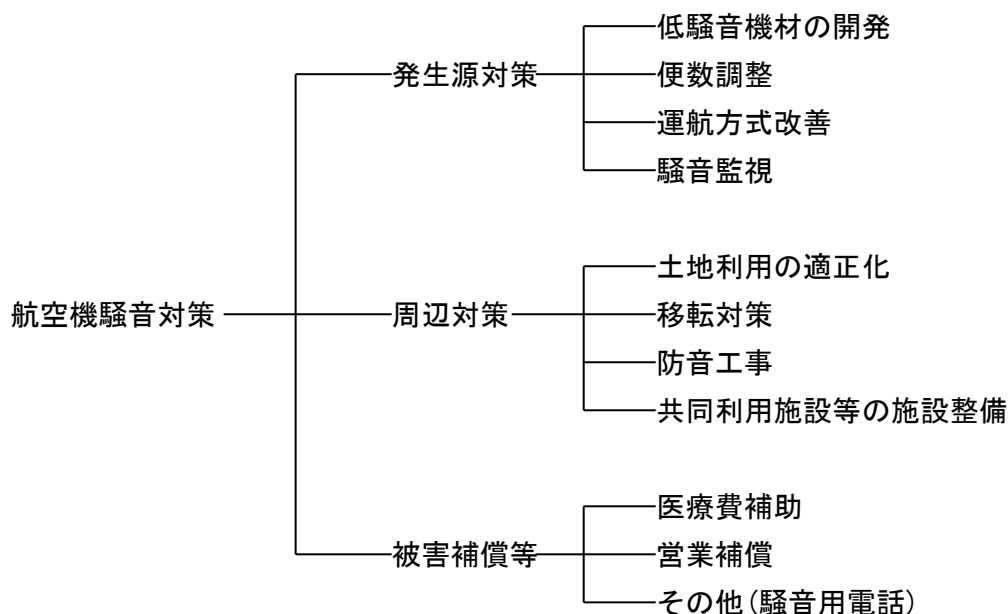 航空機騒音対策
発生源対策
低騒音機材の開発
便数調整
運航方式改善
騒音監視
周辺対策
土地利用の適正化
移転対策
防音工事
共同利用施設等の施設整備
被害補償等
医療費補助
営業補償
その他(騒音用電話)